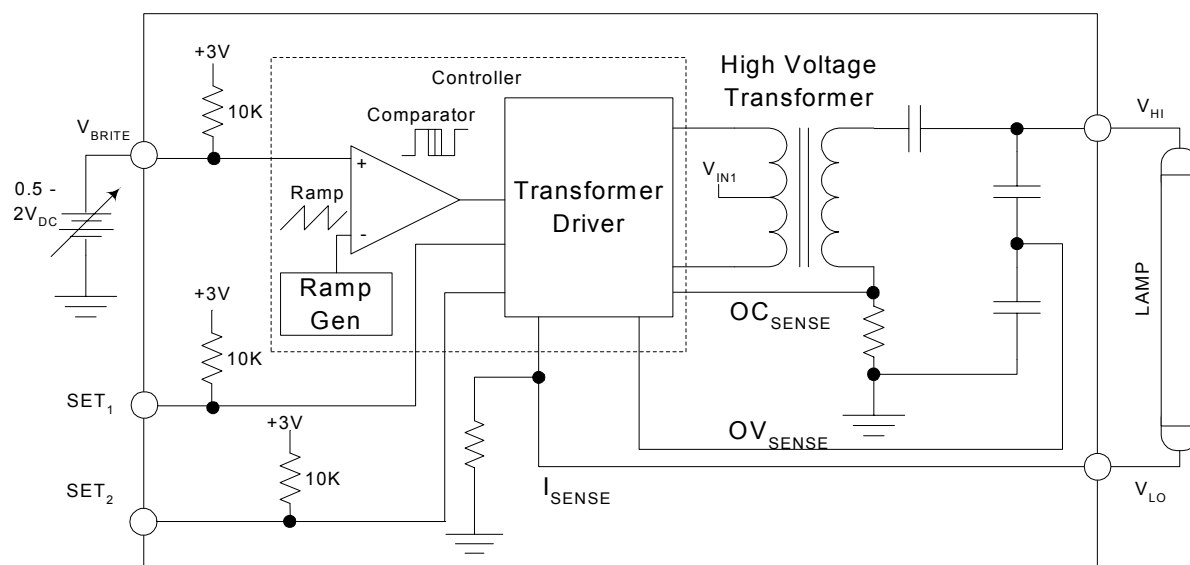 +3V
10K
V_BRITE
0.5 -
2V_DC
Controller
Comparator
+
Ramp
-
Ramp
Gen
Transformer
Driver
High Voltage
Transformer
V_IN1
V_HI
LAMP
OC_SENSE
+3V
10K
SET_1
+3V
10K
SET_2
OV_SENSE
I_SENSE
V_LO